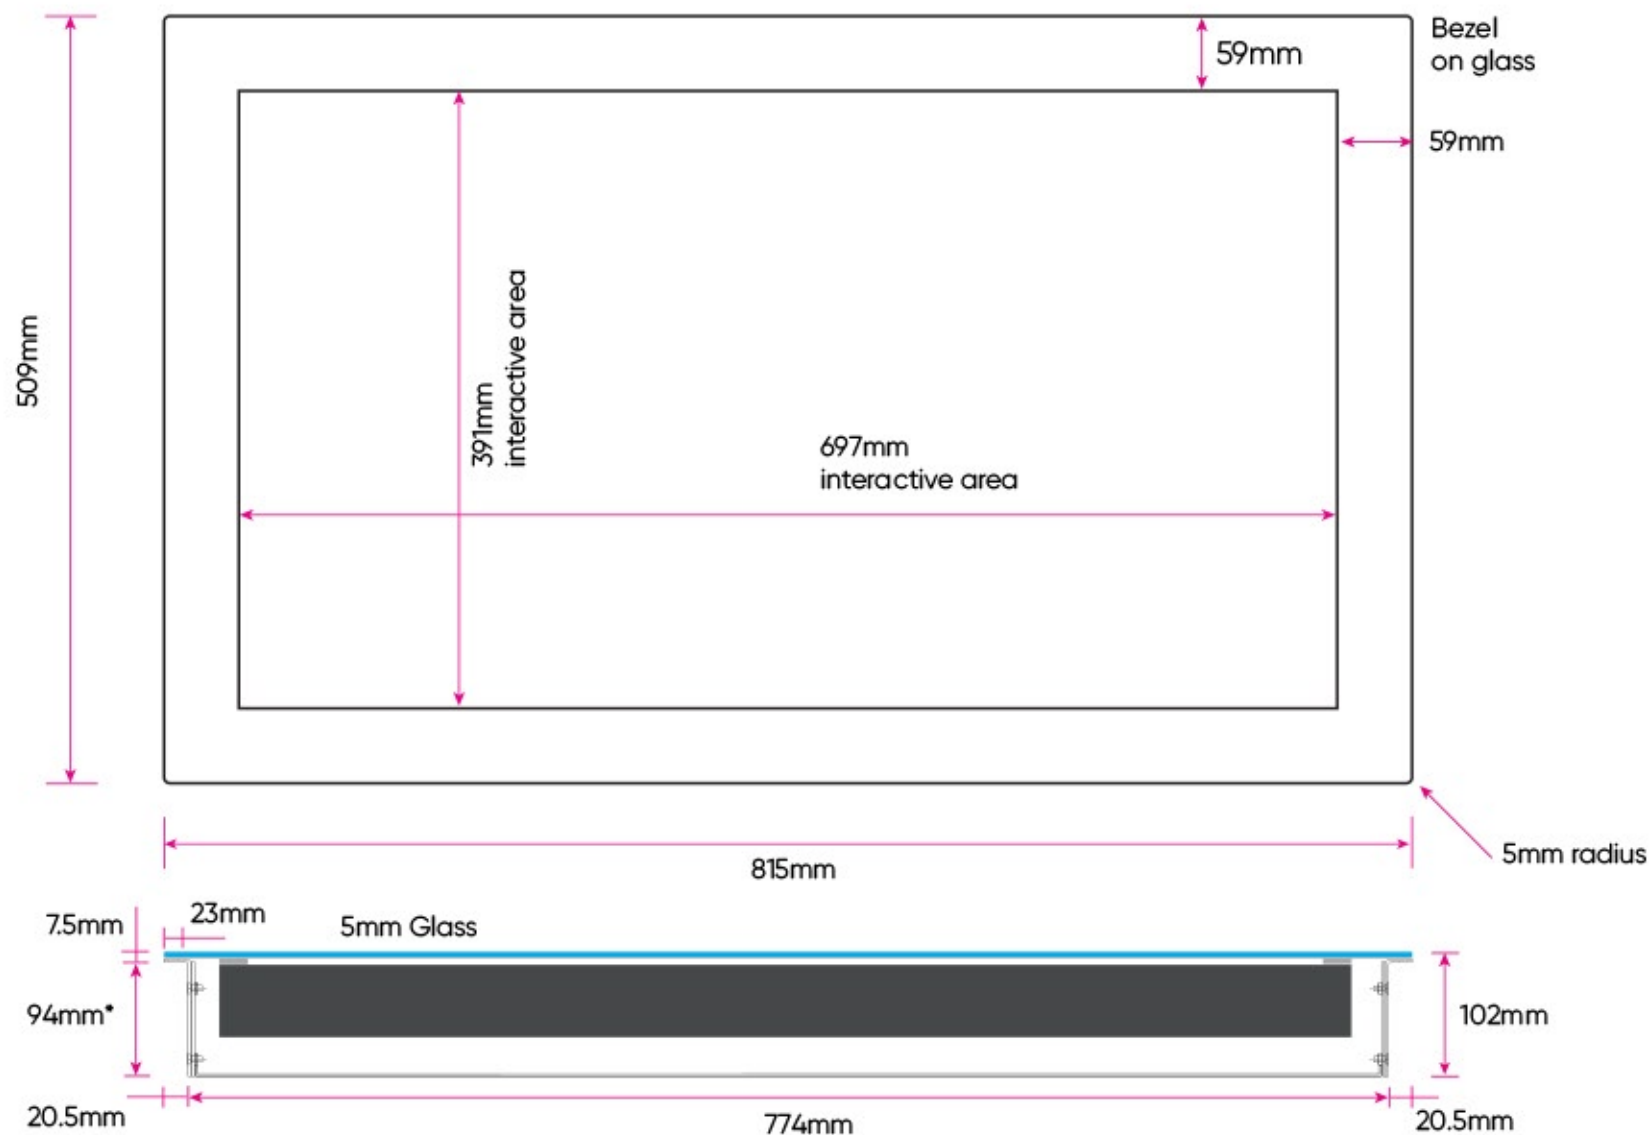 Bezel
on glass
59mm
59mm
509mm
391mm
interactive area
697mm
interactive area
815mm
5mm radius
7.5mm
23mm
5mm Glass
94mm*
102mm
20.5mm
774mm
20.5mm